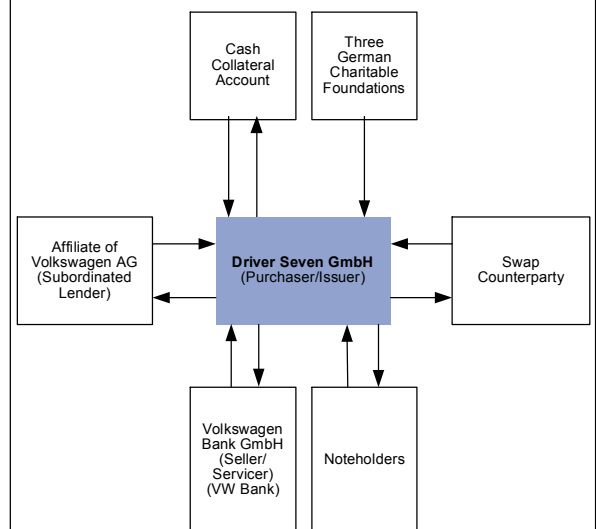 Cash
Collateral
Account
Three
German
Charitable
Foundations
Affiliate of
Volkswagen AG
(Subordinated
Lender)
Driver Seven GmbH
(Purchaser/Issuer)
Swap
Counterparty
Volkswagen
Bank GmbH
(Seller/
Servicer)
(VW Bank)
Noteholders